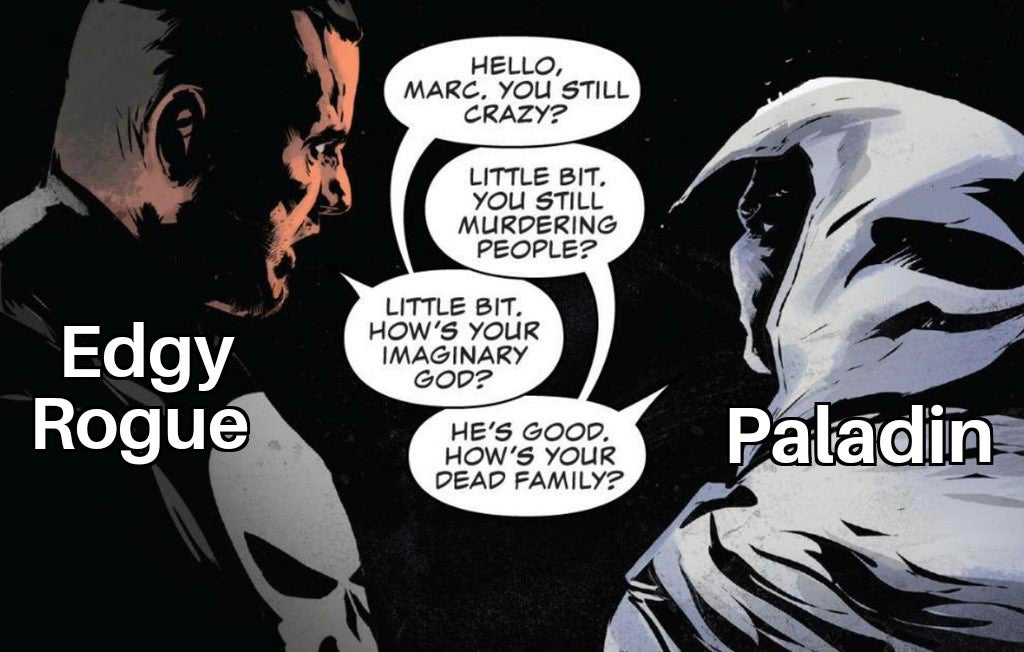 HELLO,
MARC. YOU STILL
CRAZY?
LITTLE BIT.
YOU STILL
MURDERING
PEOPLE?
LITTLE BIT.
HOW'S YOUR
IMAGINARY
GOD?
HE'S GOOD.
HOW'S YOUR
DEAD FAMILY?
Edgy
Rogue
Paladin